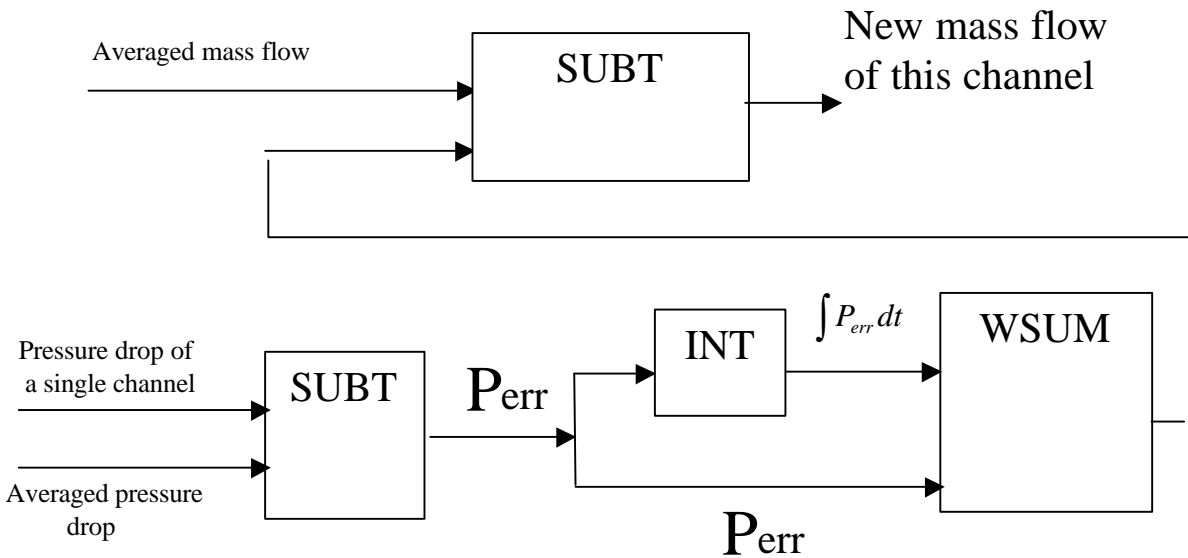 Averaged mass flow
SUBT
New mass flow
of this channel
Pressure drop of
a single channel
Averaged pressure
drop
SUBT
Perr
INT
∫ Perr dt
WSUM
Perr